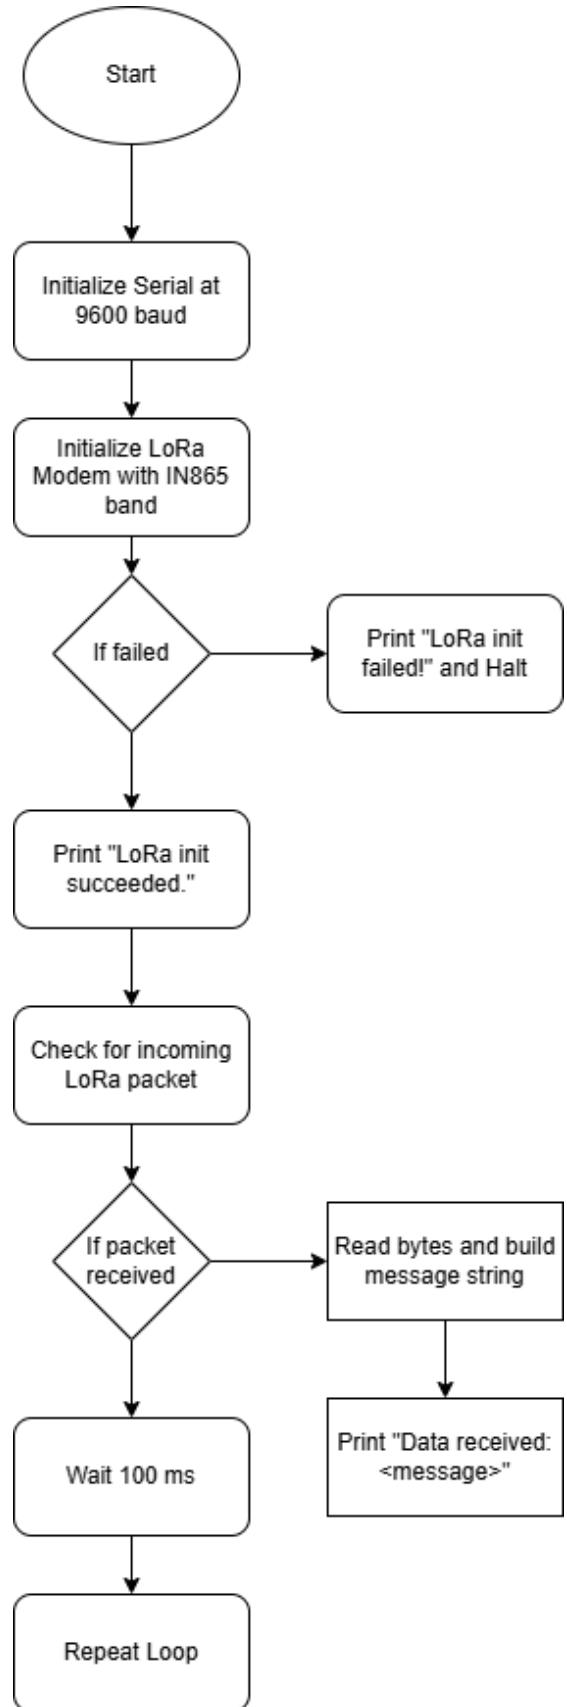 Start
Initialize Serial at
9600 baud
Initialize LoRa
Modem with IN865
band
If failed
Print "LoRa init
failed!" and Halt
Print "LoRa init
succeeded."
Check for incoming
LoRa packet
If packet
received
Read bytes and build
message string
Print "Data received:
<message>"
Wait 100 ms
Repeat Loop